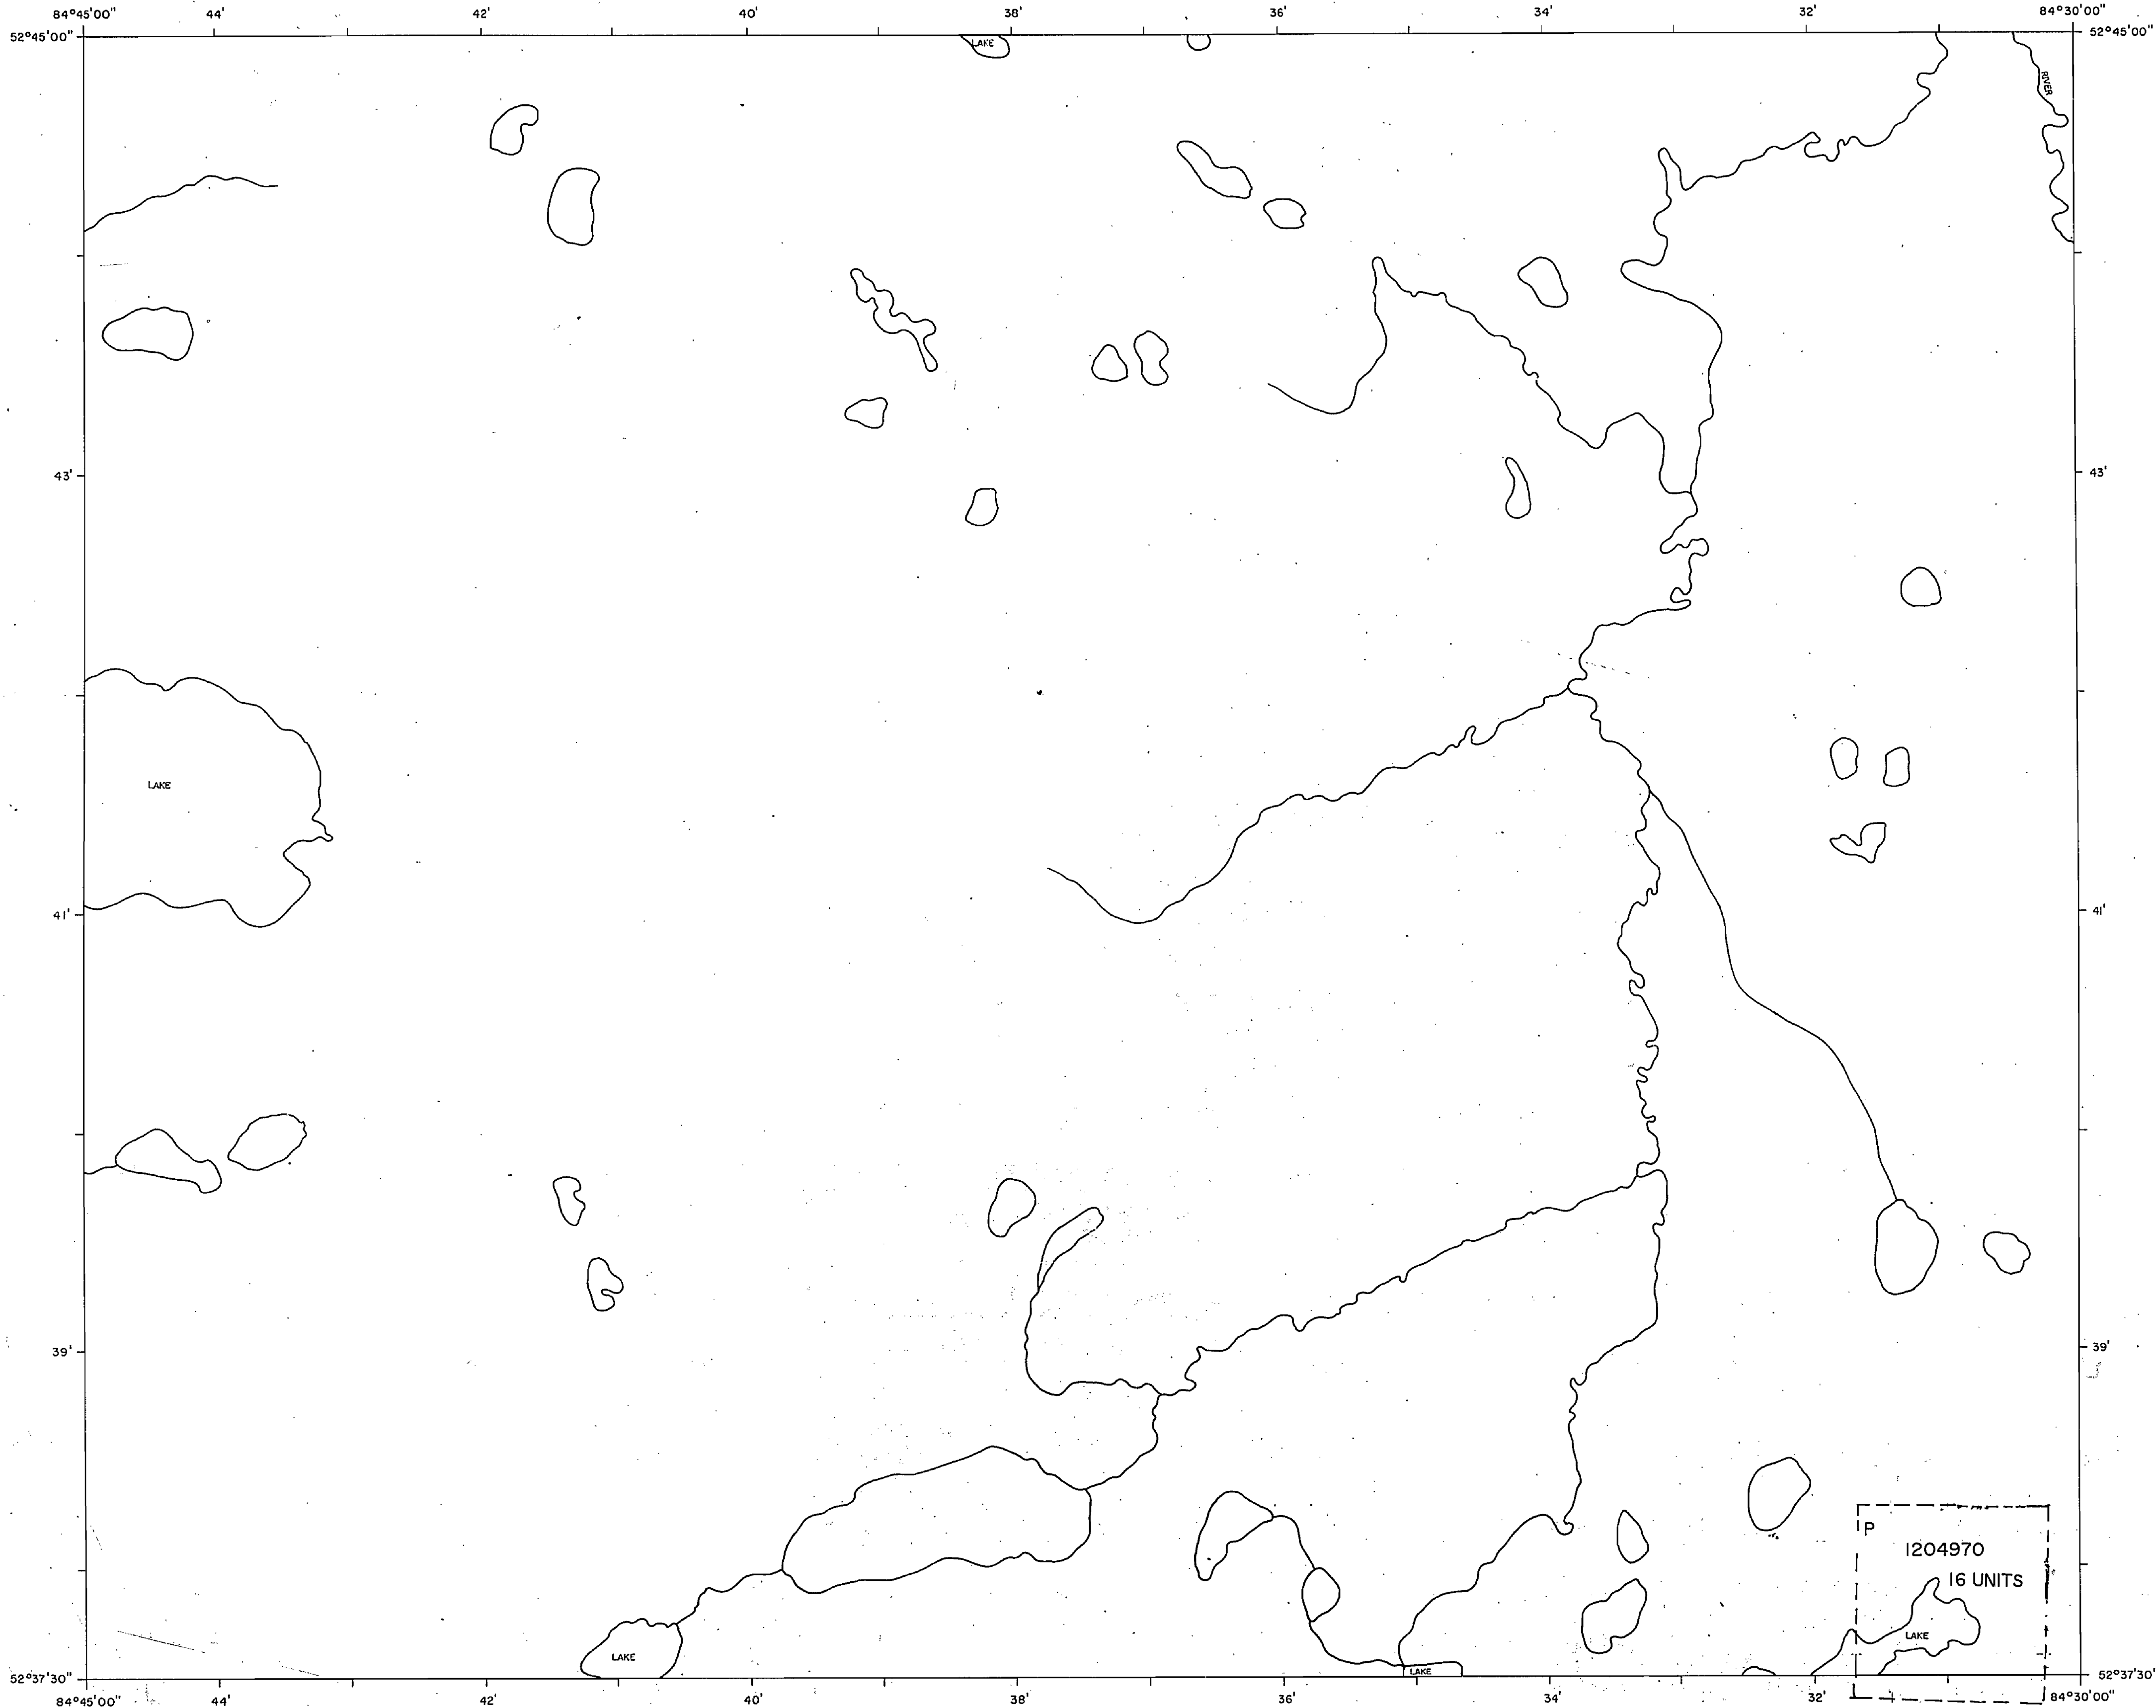 84°45'00" 44' 42' 40' 38' 36' 34' 32' 84°30'00"
52°45'00" 52°45'00"
LAKE
RIVER
43' 43'
LAKE
41' 41'
39' 39'
P
1204970
16 UNITS
LAKE
LAKE
LAKE
52°37'30" 52°37'30"
84°45'00" 44' 42' 40' 38' 36' 34' 32' 84°30'00"